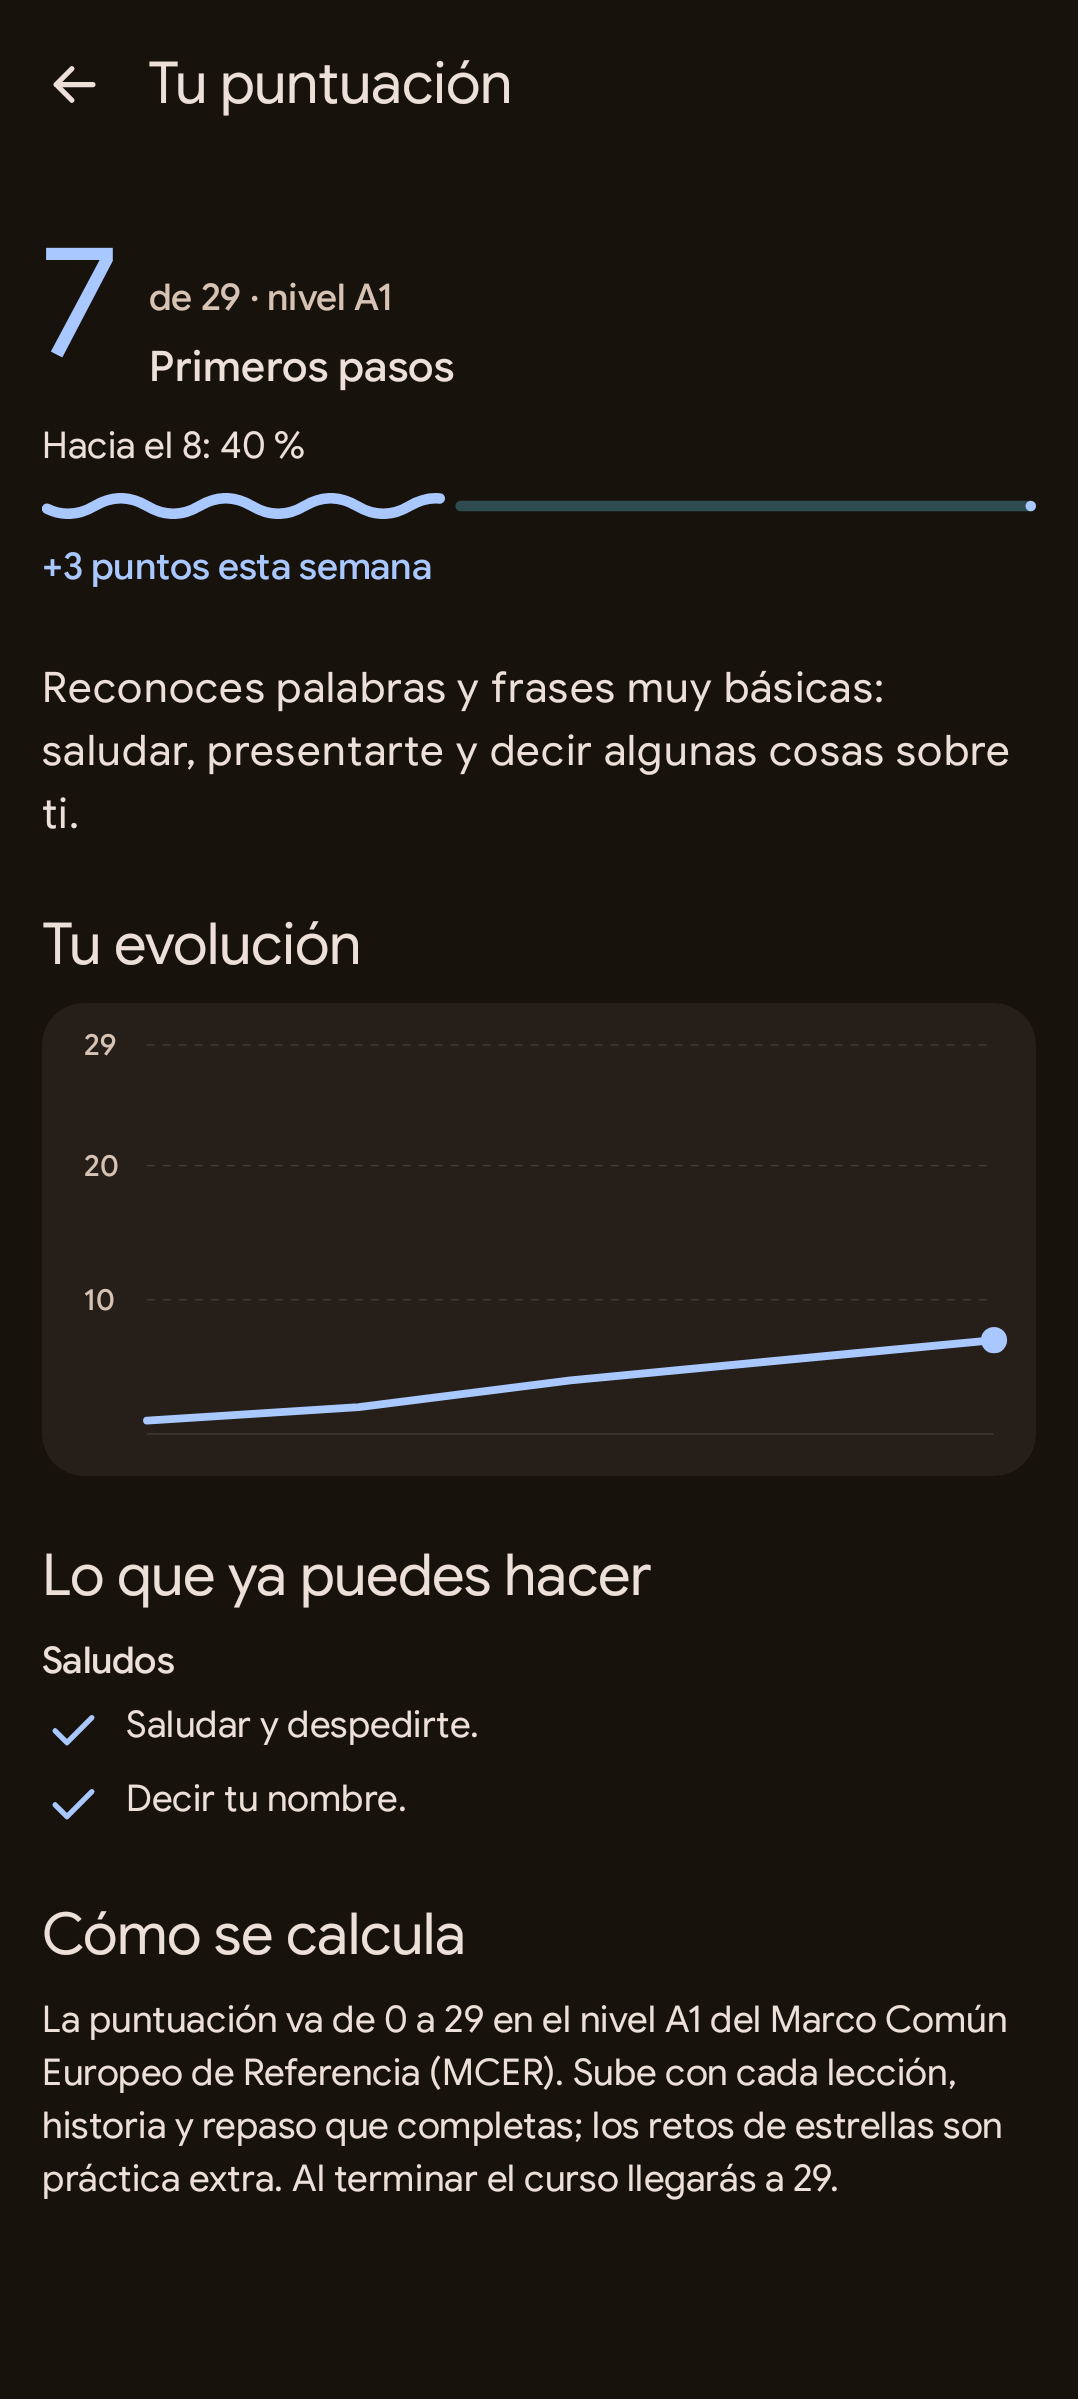 Tu puntuación
7
de 29 · nivel A1
Primeros pasos
Hacia el 8: 40 %
+3 puntos esta semana
Reconoces palabras y frases muy básicas:
saludar, presentarte y decir algunas cosas sobre
ti.
Tu evolución
29
20
10
Lo que ya puedes hacer
Saludos
Saludar y despedirte.
Decir tu nombre.
Cómo se calcula
La puntuación va de 0 a 29 en el nivel A1 del Marco Común
Europeo de Referencia (MCER). Sube con cada lección,
historia y repaso que completas; los retos de estrellas son
práctica extra. Al terminar el curso llegarás a 29.